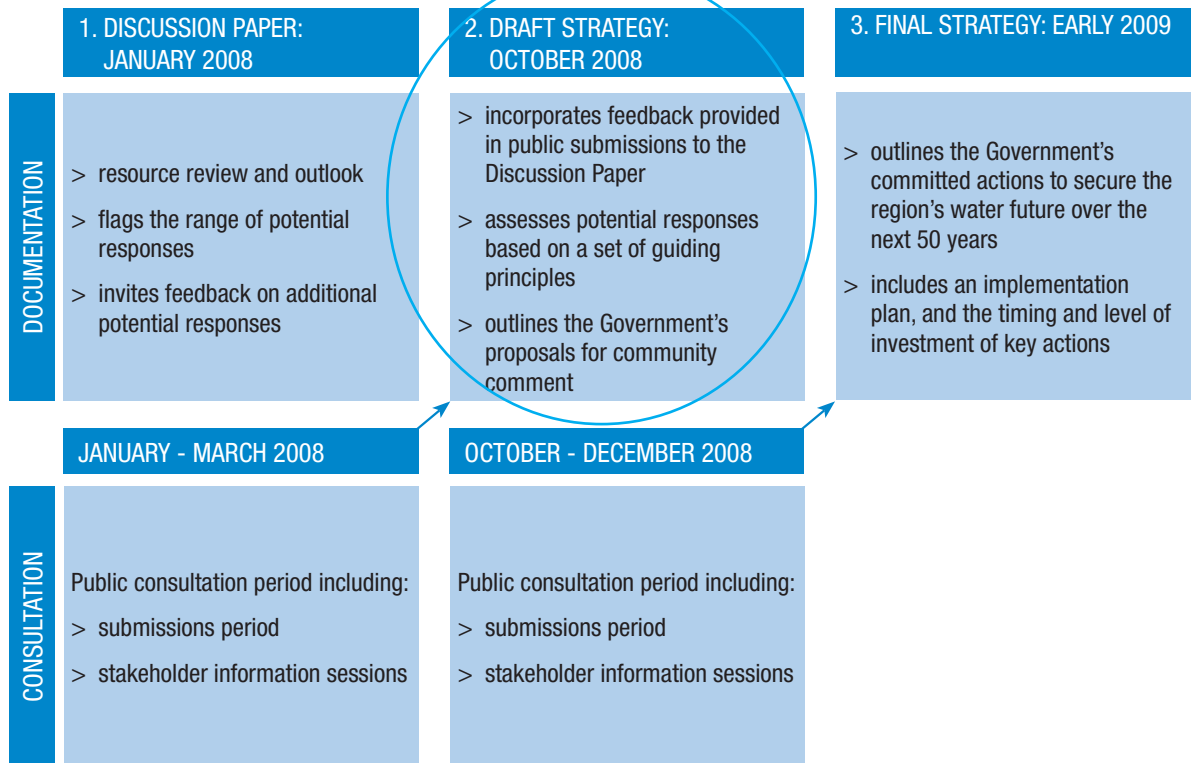 1. DISCUSSION PAPER:
JANUARY 2008
2. DRAFT STRATEGY:
OCTOBER 2008
3. FINAL STRATEGY: EARLY 2009
DOCUMENTATION
> resource review and outlook
> flags the range of potential
responses
> invites feedback on additional
potential responses
> incorporates feedback provided
in public submissions to the
Discussion Paper
> assesses potential responses
based on a set of guiding
principles
> outlines the Government's
proposals for community
comment
> outlines the Government's
committed actions to secure the
region's water future over the
next 50 years
> includes an implementation
plan, and the timing and level of
investment of key actions
JANUARY - MARCH 2008
OCTOBER - DECEMBER 2008
CONSULTATION
Public consultation period including:
> submissions period
> stakeholder information sessions
Public consultation period including:
> submissions period
> stakeholder information sessions